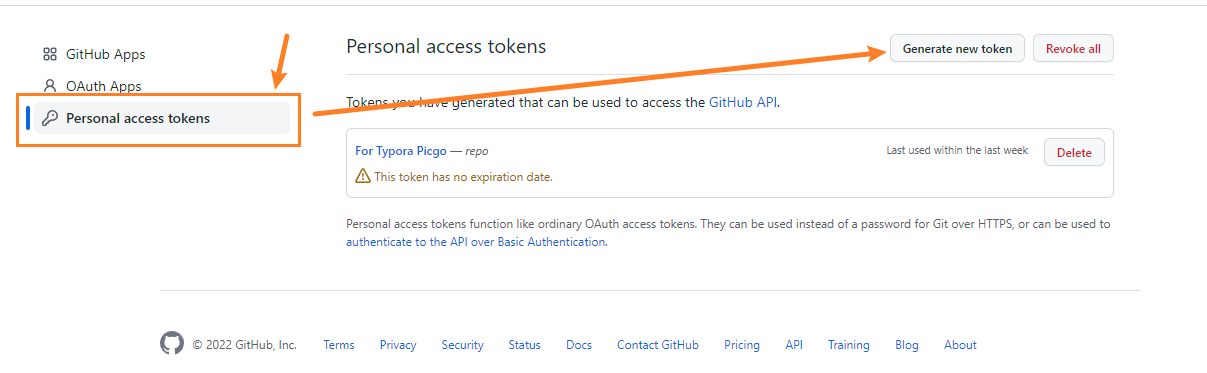 GitHub Apps
OAuth Apps
Personal access tokens
Personal access tokens
Generate new token
Revoke all
Tokens you have generated that can be used to access the GitHub API.
For Typora Picgo — repo
Last used within the last week
Delete
This token has no expiration date.
Personal access tokens function like ordinary OAuth access tokens. They can be used instead of a password for Git over HTTPS, or can be used to
authenticate to the API over Basic Authentication.
© 2022 GitHub, Inc. Terms Privacy Security Status Docs Contact GitHub Pricing API Training Blog About